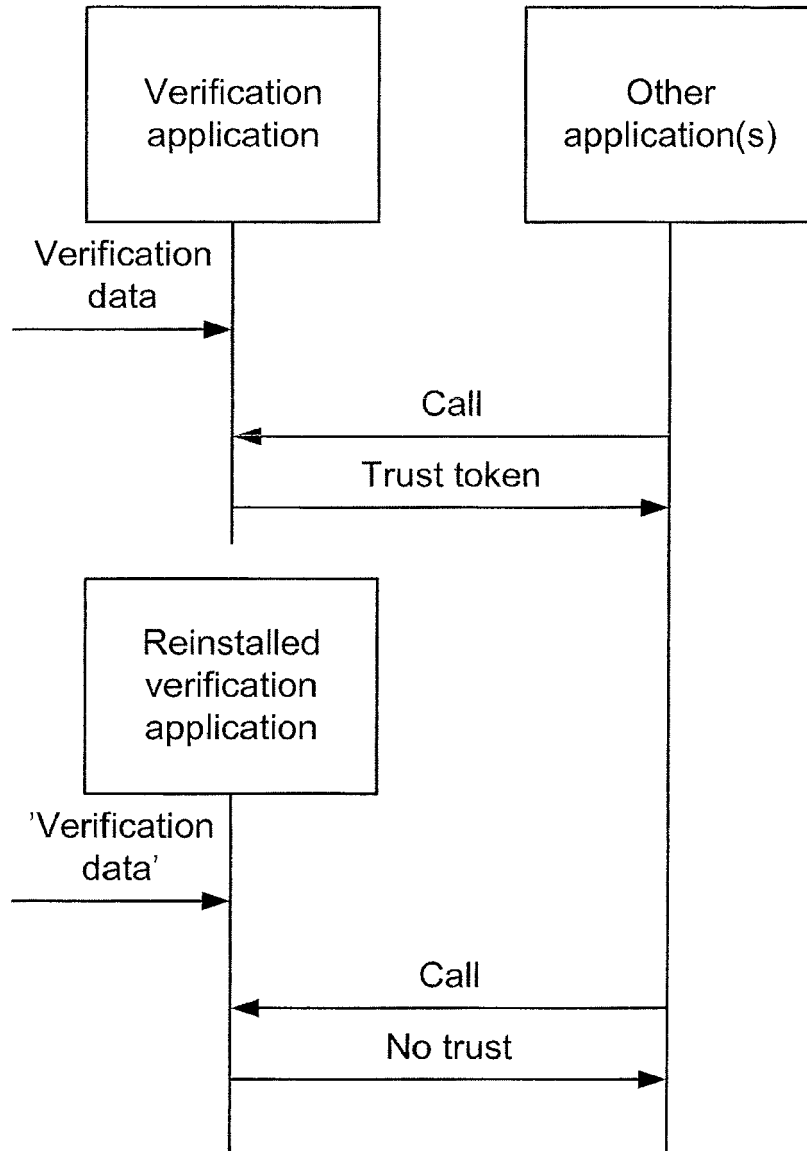 Verification
application
Other
application(s)
Verification
data
Call
Trust token
Reinstalled
verification
application
’Verification
data’
Call
No trust